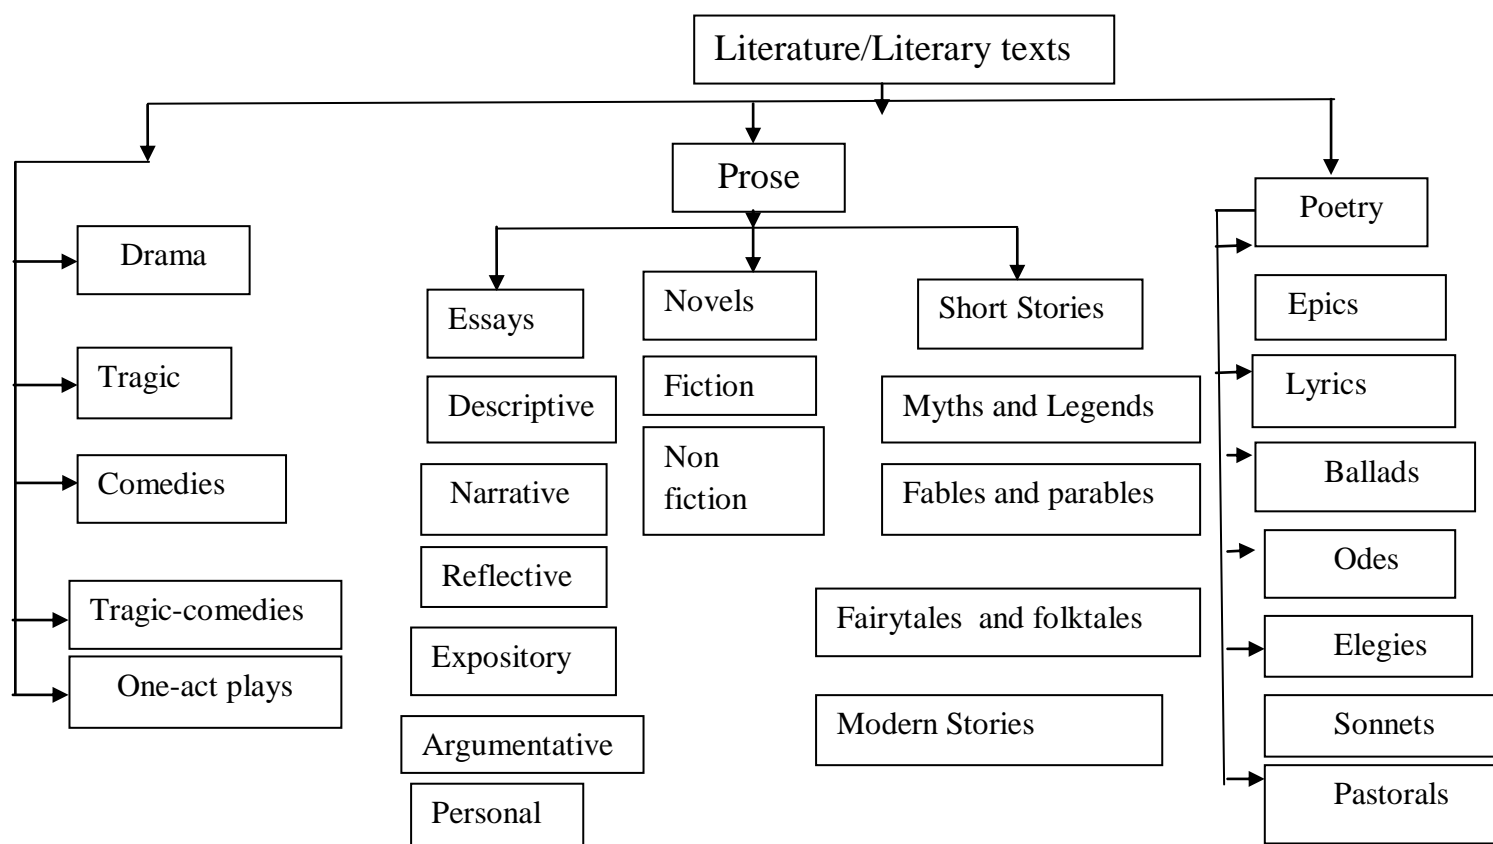 Literature/Literary texts
Prose
Poetry
Drama
Tragic
Comedies
Tragic-comedies
One-act plays
Essays
Descriptive
Narrative
Reflective
Expository
Argumentative
Personal
Novels
Fiction
Non
fiction
Short Stories
Myths and Legends
Fables and parables
Fairytales and folktales
Modern Stories
Epics
Lyrics
Ballads
Odes
Elegies
Sonnets
Pastorals